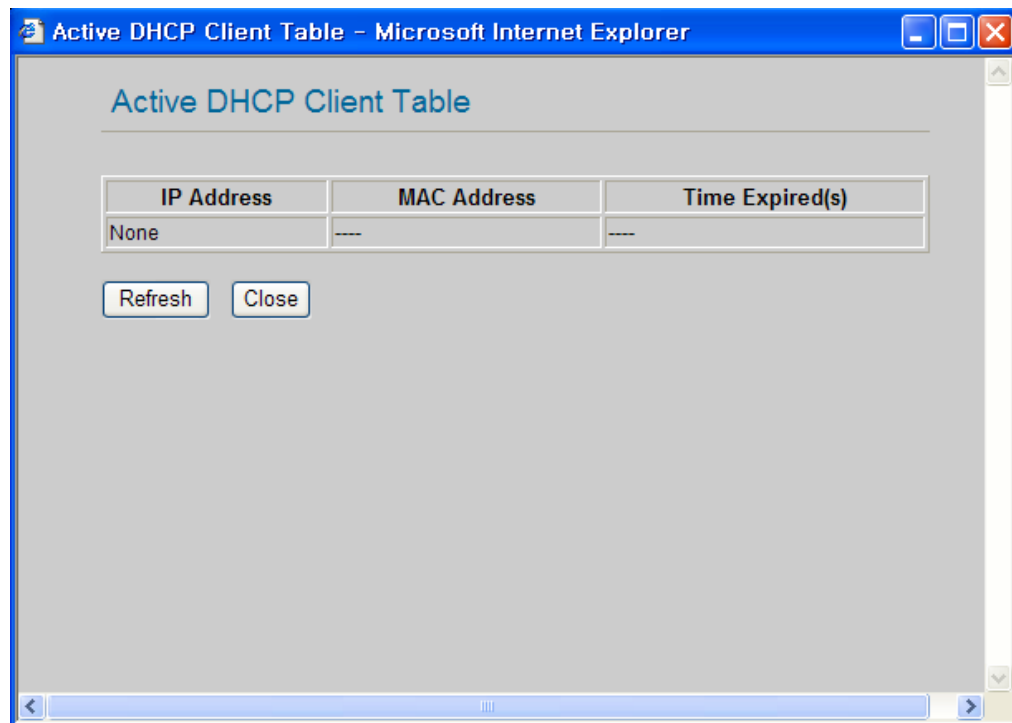 Active DHCP Client Table - Microsoft Internet Explorer
Active DHCP Client Table
IP Address MAC Address Time Expired(s)
None ---- ----
Refresh Close